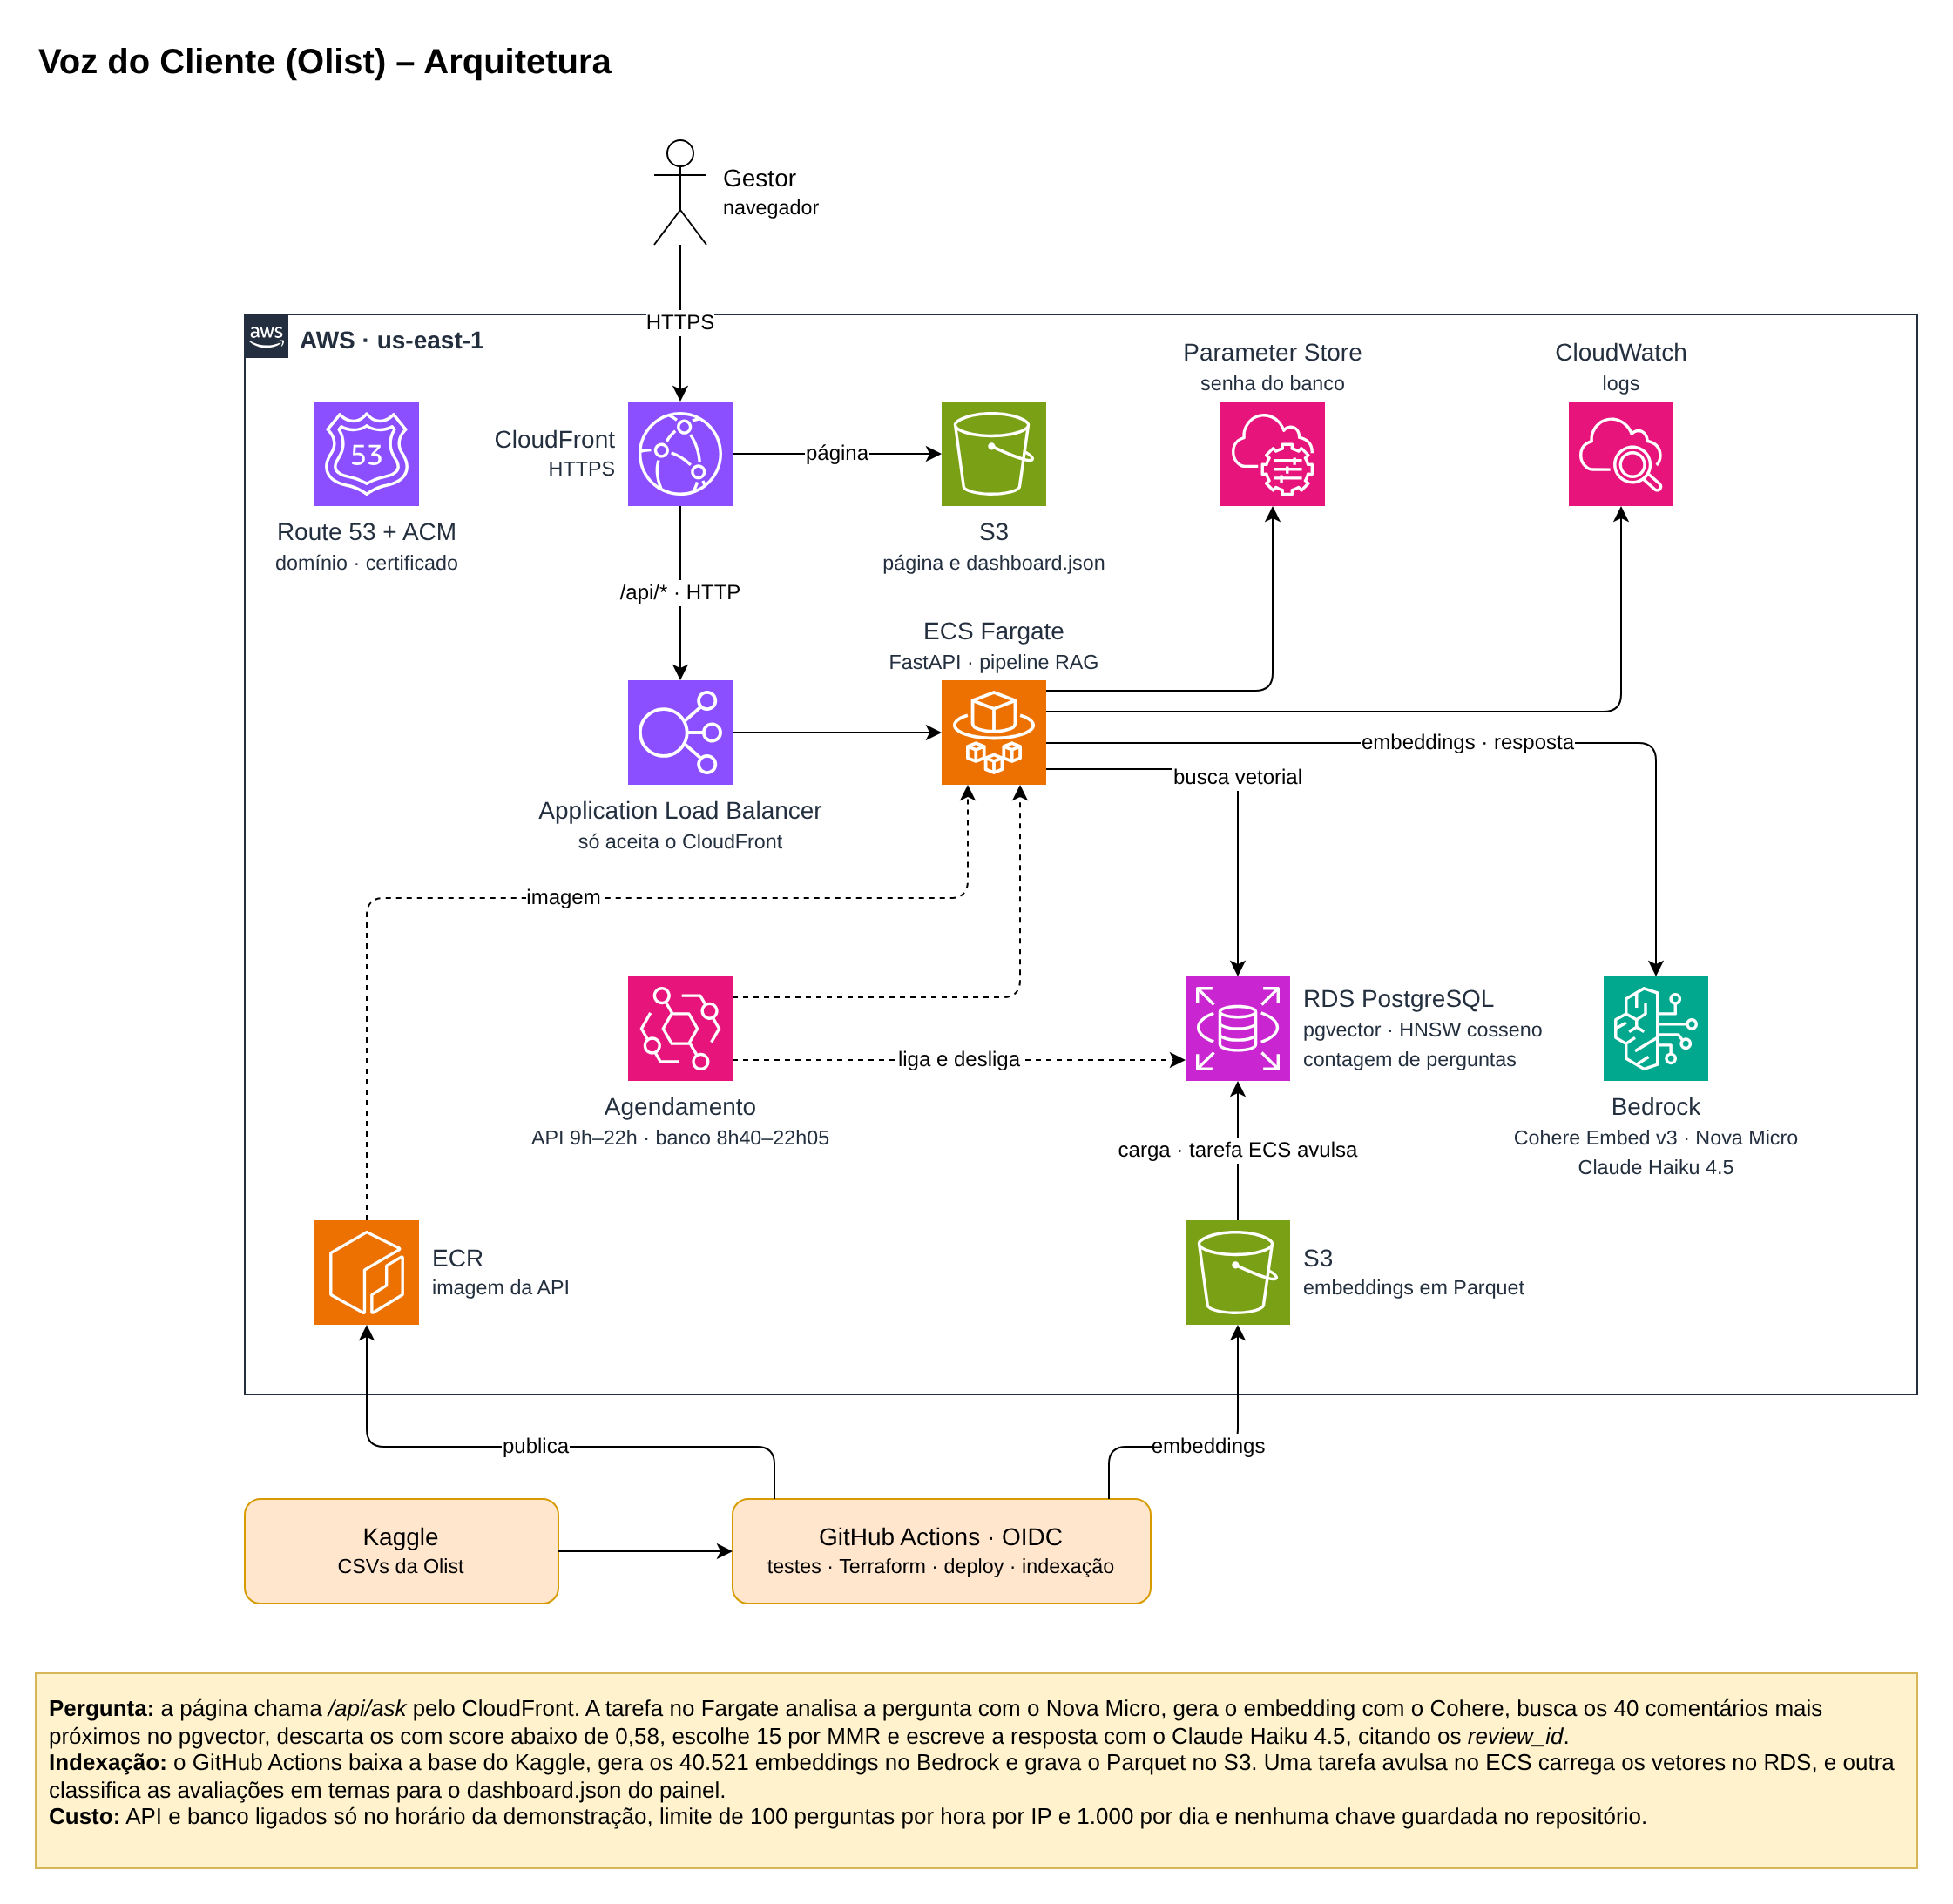 Voz do Cliente (Olist) – Arquitetura
Gestor
navegador
HTTPS
aws
AWS · us-east-1
Parameter Store
senha do banco
CloudWatch
logs
53
Route 53 + ACM
domínio · certificado
CloudFront
HTTPS
página
S3
página e dashboard.json
/api/* · HTTP
ECS Fargate
FastAPI · pipeline RAG
embeddings · resposta
busca vetorial
Application Load Balancer
só aceita o CloudFront
imagem
Agendamento
API 9h–22h · banco 8h40–22h05
liga e desliga
RDS PostgreSQL
pgvector · HNSW cosseno
contagem de perguntas
Bedrock
Cohere Embed v3 · Nova Micro
Claude Haiku 4.5
carga · tarefa ECS avulsa
ECR
imagem da API
S3
embeddings em Parquet
publica
embeddings
Kaggle
CSVs da Olist
GitHub Actions · OIDC
testes · Terraform · deploy · indexação
Pergunta: a página chama /api/ask pelo CloudFront. A tarefa no Fargate analisa a pergunta com o Nova Micro, gera o embedding com o Cohere, busca os 40 comentários mais
próximos no pgvector, descarta os com score abaixo de 0,58, escolhe 15 por MMR e escreve a resposta com o Claude Haiku 4.5, citando os review_id.
Indexação: o GitHub Actions baixa a base do Kaggle, gera os 40.521 embeddings no Bedrock e grava o Parquet no S3. Uma tarefa avulsa no ECS carrega os vetores no RDS, e outra
classifica as avaliações em temas para o dashboard.json do painel.
Custo: API e banco ligados só no horário da demonstração, limite de 100 perguntas por hora por IP e 1.000 por dia e nenhuma chave guardada no repositório.